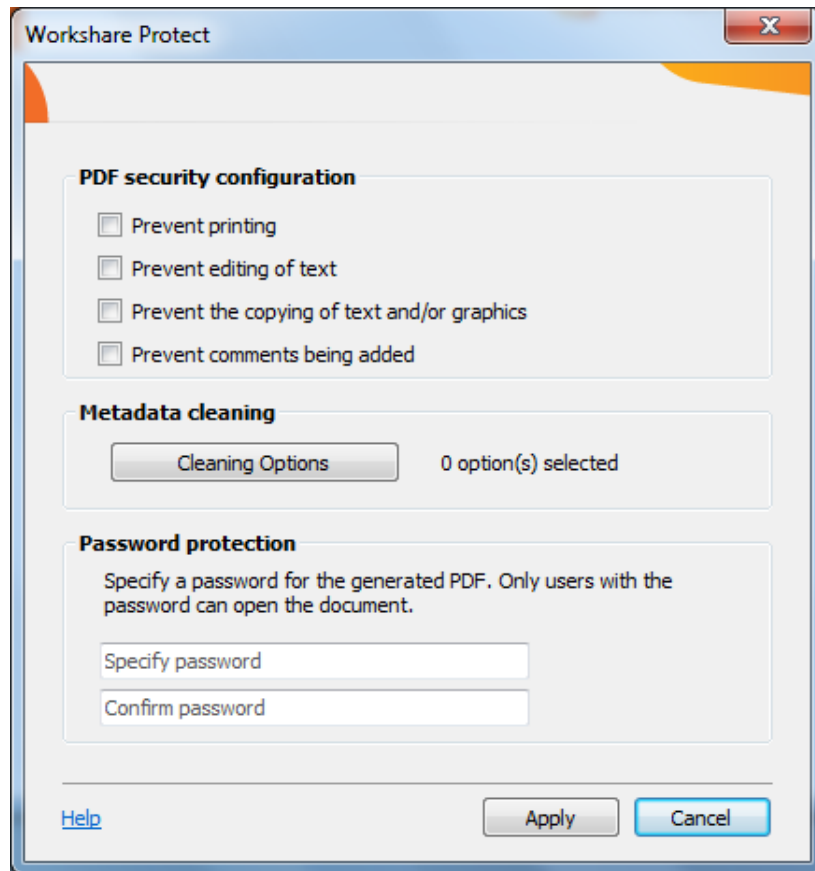 Workshare Protect
PDF security configuration
Prevent printing
Prevent editing of text
Prevent the copying of text and/or graphics
Prevent comments being added
Metadata cleaning
Cleaning Options
0 option(s) selected
Password protection
Specify a password for the generated PDF. Only users with the
password can open the document.
Specify password
Confirm password
Help
Apply
Cancel